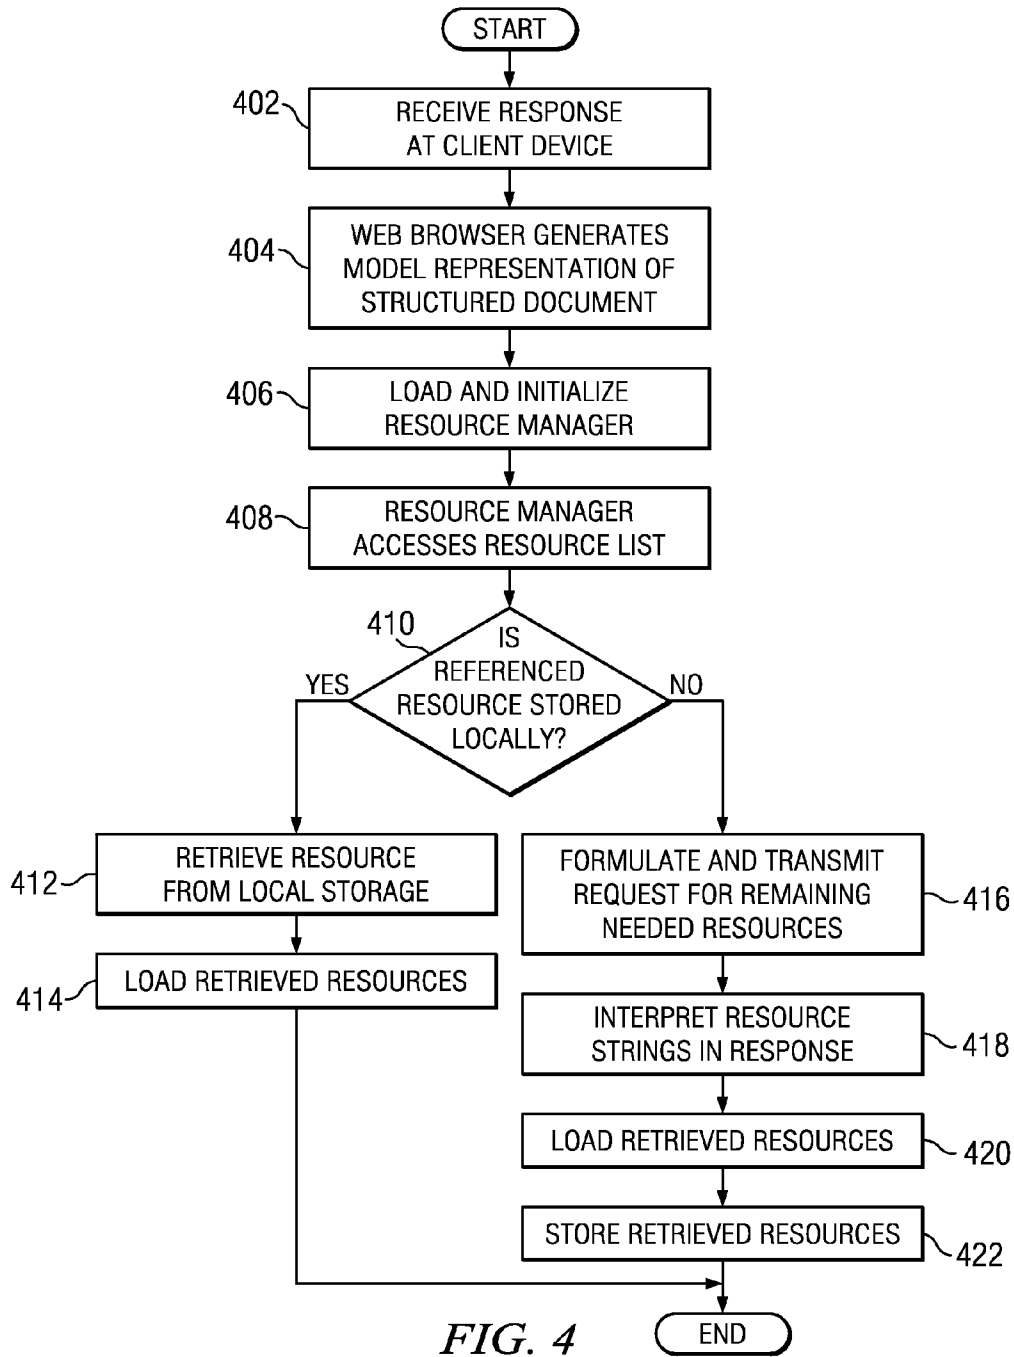 START
402
RECEIVE RESPONSE
AT CLIENT DEVICE
404
WEB BROWSER GENERATES
MODEL REPRESENTATION OF
STRUCTURED DOCUMENT
406
LOAD AND INITIALIZE
RESOURCE MANAGER
408
RESOURCE MANAGER
ACCESSES RESOURCE LIST
410
IS
REFERENCED
RESOURCE STORED
LOCALLY?
YES
NO
412
RETRIEVE RESOURCE
FROM LOCAL STORAGE
414
LOAD RETRIEVED RESOURCES
FORMULATE AND TRANSMIT
REQUEST FOR REMAINING
NEEDED RESOURCES
416
INTERPRET RESOURCE
STRINGS IN RESPONSE
418
LOAD RETRIEVED RESOURCES
420
STORE RETRIEVED RESOURCES
422
END
FIG. 4